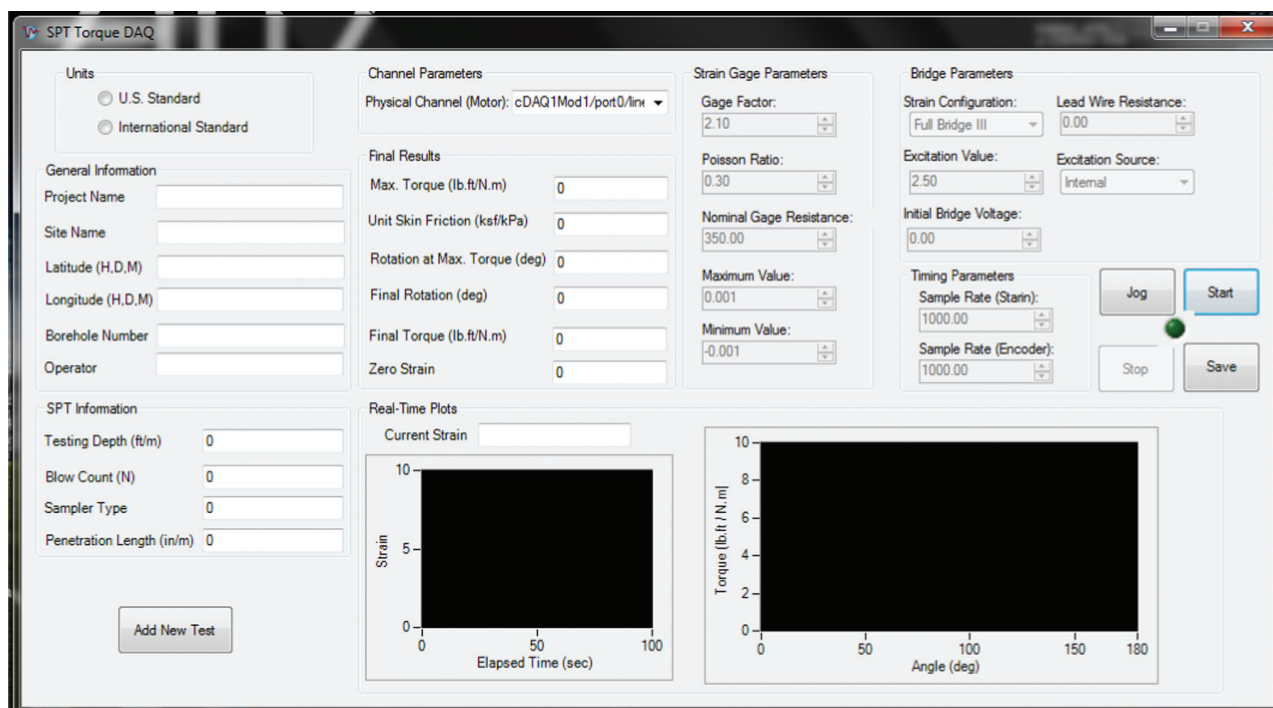 SPT Torque DAQ
Units
U.S. Standard
International Standard
General Information
Project Name
Site Name
Latitude (H,D,M)
Longitude (H,D,M)
Borehole Number
Operator
SPT Information
Testing Depth (ft/m) 0
Blow Count (N) 0
Sampler Type 0
Penetration Length (in/m) 0
Add New Test
Channel Parameters
Physical Channel (Motor): cDAQ1Mod1/port0/line
Final Results
Max. Torque (lb.ft/N.m) 0
Unit Skin Friction (ksf/kPa) 0
Rotation at Max. Torque (deg) 0
Final Rotation (deg) 0
Final Torque (lb.ft/N.m) 0
Zero Strain 0
Strain Gage Parameters
Gage Factor:
2.10
Poisson Ratio:
0.30
Nominal Gage Resistance:
350.00
Maximum Value:
0.001
Minimum Value:
-0.001
Bridge Parameters
Strain Configuration: Lead Wire Resistance:
Full Bridge III 0.00
Excitation Value: Excitation Source:
2.50 Internal
Initial Bridge Voltage:
0.00
Timing Parameters
Sample Rate (Starin):
1000.00
Sample Rate (Encoder):
1000.00
Jog Start
Stop Save
Real-Time Plots
Current Strain
10
5
0
Strain
0 50 100
Elapsed Time (sec)
10
8
6
4
2
0
Torque (lb.ft / N.m|
0 50 100 150 180
Angle (deg)